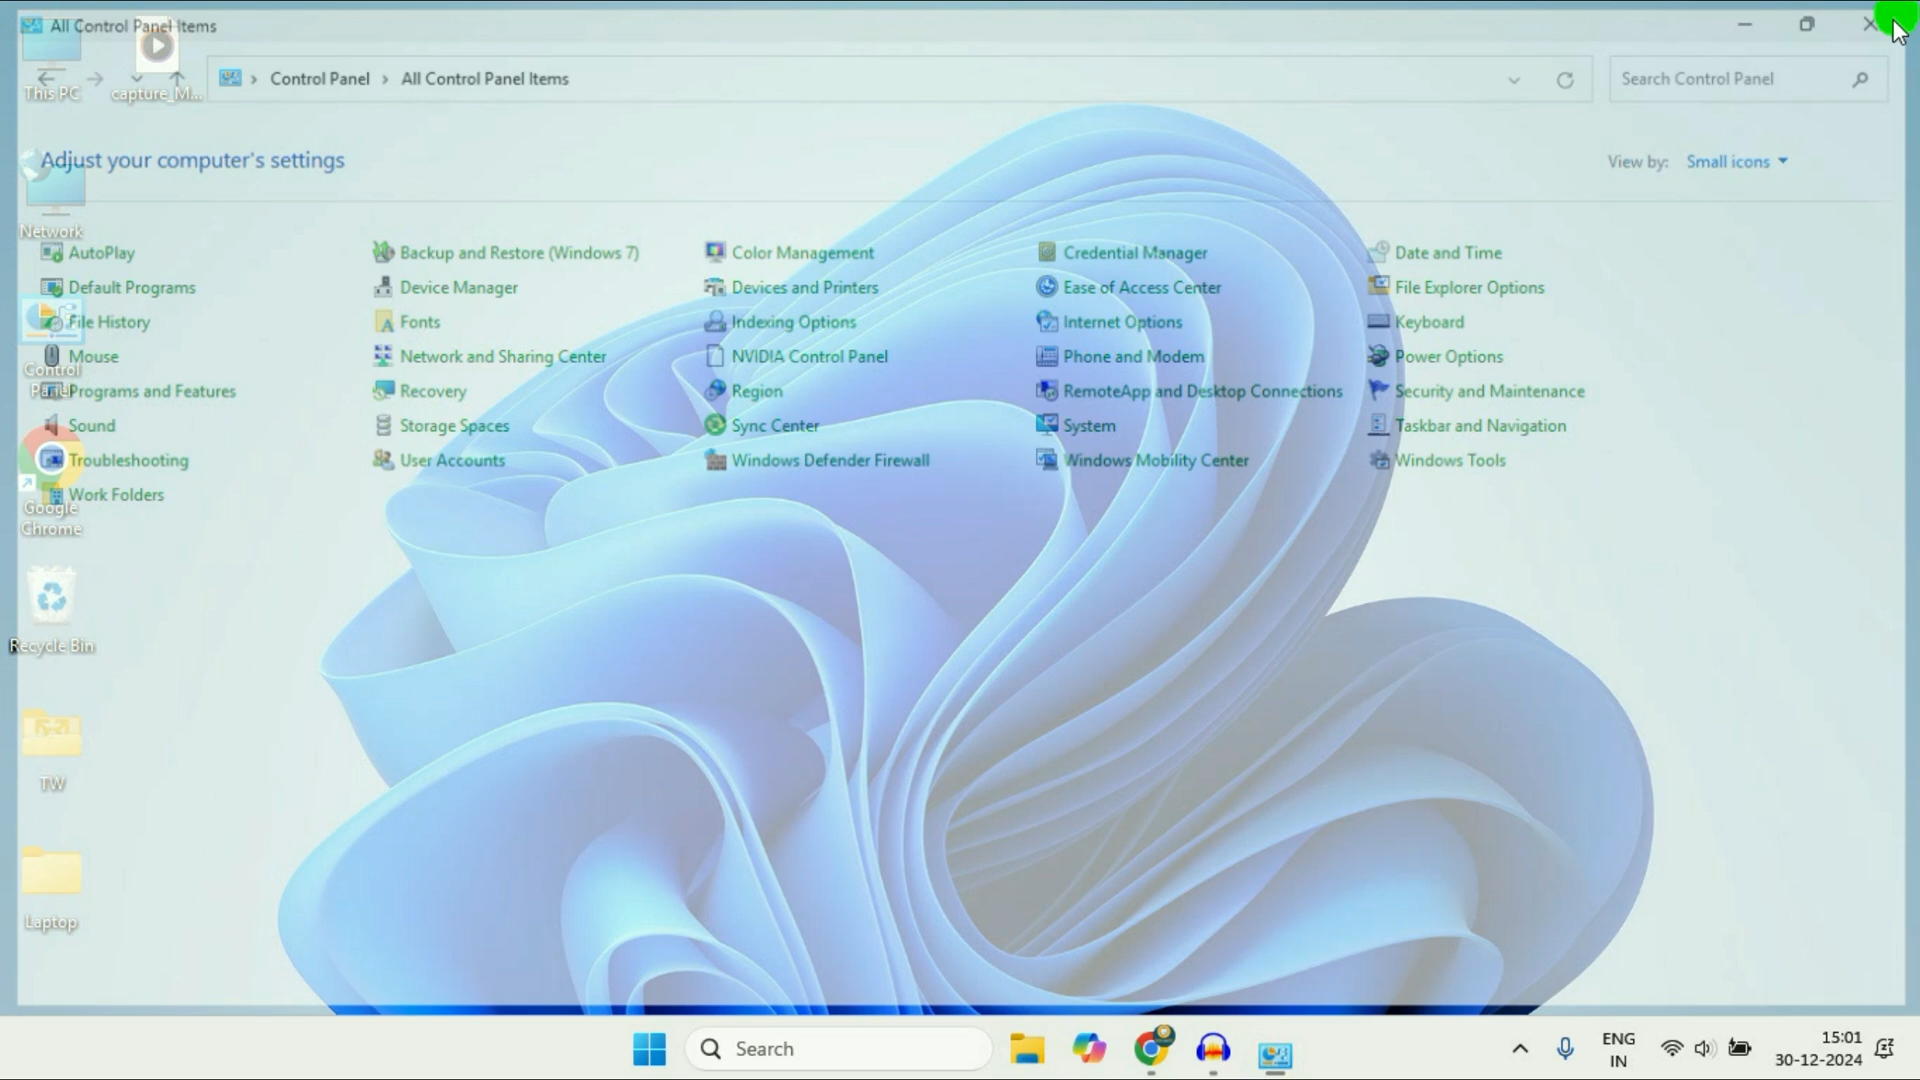 All Control Panel Items
This PC
capture_M...
Control Panel > All Control Panel Items
Search Control Panel
Adjust your computer's settings
View by: Small icons
Network
AutoPlay
Backup and Restore (Windows 7)
Color Management
Credential Manager
Date and Time
Default Programs
Device Manager
Devices and Printers
Ease of Access Center
File Explorer Options
File History
Fonts
Indexing Options
Internet Options
Keyboard
Mouse
Network and Sharing Center
NVIDIA Control Panel
Phone and Modem
Power Options
Control
Panel
Programs and Features
Recovery
Region
RemoteApp and Desktop Connections
Security and Maintenance
Sound
Storage Spaces
Sync Center
System
Taskbar and Navigation
Troubleshooting
User Accounts
Windows Defender Firewall
Windows Mobility Center
Windows Tools
Work Folders
Google
Chrome
Recycle Bin
TW
Laptop
Search
ENG
IN
15:01
30-12-2024